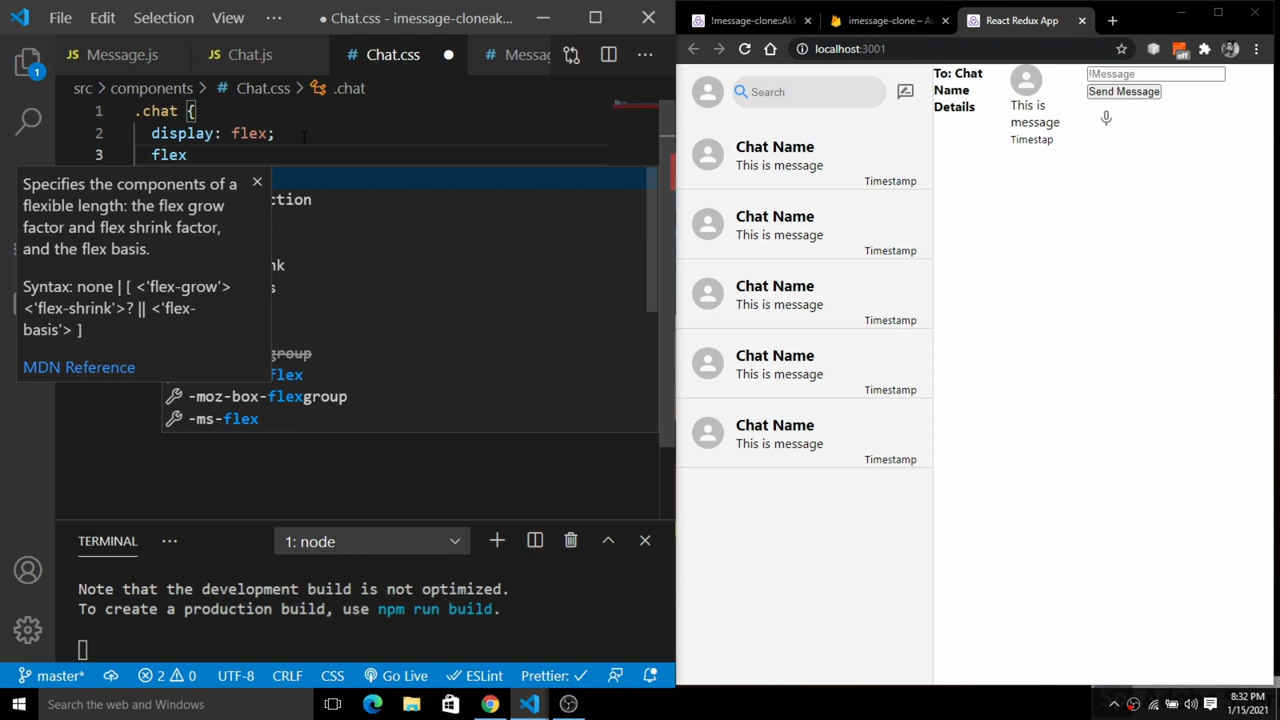 File Edit View ··· Chat.css - imessage-cloneak...
Message.js Chat.js Chat.css Messag ···
src > components > # Chat.css > .chat
1 .chat {
2 display: flex;
3 flex
Specifies the components of a
flexible length: the flex grow
factor and flex shrink factor,
and the flex basis.
Syntax: none | [ <'flex-grow'>
<'flex-shrink'>? || <'flex-
basis'> ]
MDN Reference
ction
nk
s
group
flex
-moz-box-flexgroup
-ms-flex
TERMINAL ··· 1: node
Note that the development build is not optimized.
To create a production build, use npm run build.
master* 2 0 UTF-8 CRLF CSS Go Live ESLint Prettier: ✓
!message-clone::Ak imessage-clone – Au React Redux App
localhost:3001
off
Search
Chat Name
This is message
Timestamp
Chat Name
This is message
Timestamp
Chat Name
This is message
Timestamp
Chat Name
This is message
Timestamp
Chat Name
This is message
Timestamp
To: Chat
Name
Details
This is
message
Timestap
!Message
Send Message
Search the web and Windows
8:32 PM
1/15/2021